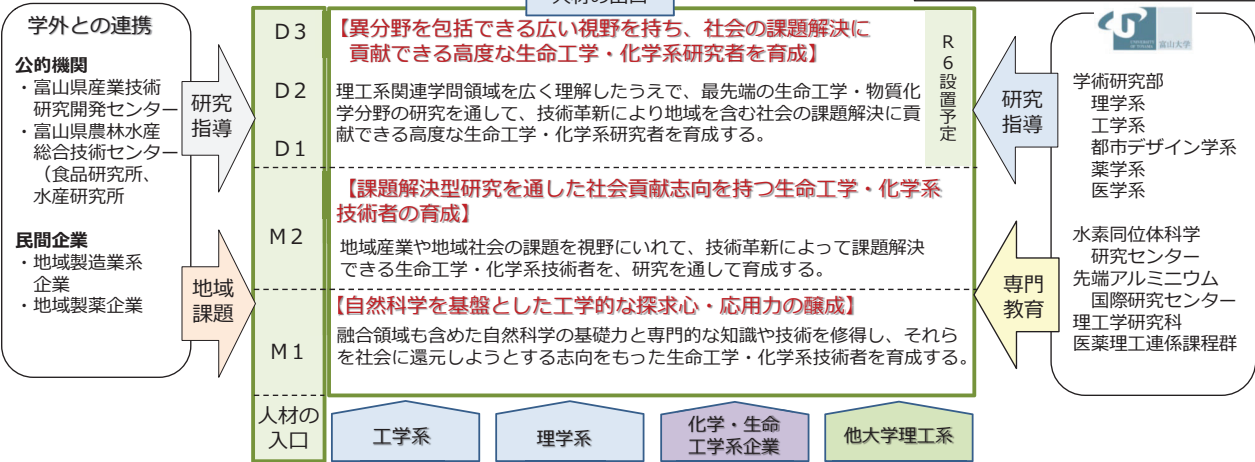 人材の出口
学外との連携
公的機関
・富山県産業技術
研究開発センター
・富山県農林水産
総合技術センター
（食品研究所、
水産研究所
民間企業
・地域製造業系
企業
・地域製薬企業
研究
指導
地域
課題
D3
D2
D1
M2
M1
人材の
入口
【異分野を包括できる広い視野を持ち、社会の課題解決に
貢献できる高度な生命工学・化学系研究者を育成】
理工系関連学問領域を広く理解したうえで、最先端の生命工学・物質化
学分野の研究を通して、技術革新により地域を含む社会の課題解決に貢
献できる高度な生命工学・化学系研究者を育成する。
R6設置予定
【課題解決型研究を通した社会貢献志向を持つ生命工学・化学系
技術者の育成】
地域産業や地域社会の課題を視野にいれて、技術革新によって課題解決
できる生命工学・化学系技術者を、研究を通して育成する。
【自然科学を基盤とした工学的な探求心・応用力の醸成】
融合領域も含めた自然科学の基礎力と専門的な知識や技術を修得し、それら
を社会に還元しようとする志向をもった生命工学・化学系技術者を育成する。
工学系
理学系
化学・生命
工学系企業
他大学理工系
研究
指導
専門
教育
UNIVERSITY
OF TOYAMA
富山大学
学術研究部
理学系
工学系
都市デザイン学系
薬学系
医学系
水素同位体科学
研究センター
先端アルミニウム
国際研究センター
理工学研究科
医薬理工連係課程群